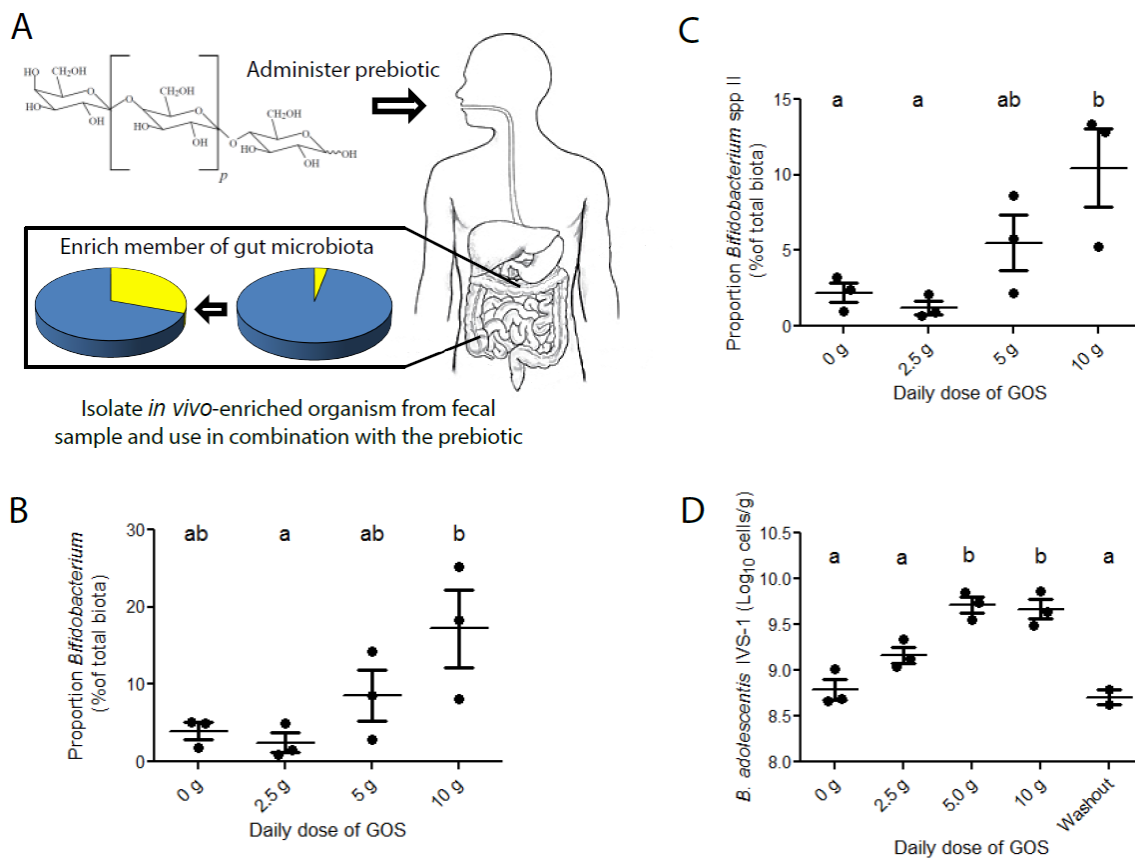 A
HO
CH₂OH
O
HO
OH
CH₂OH
O
O
HO
OH
p
CH₂OH
O
O
HO
OH
OH
Administer prebiotic
Enrich member of gut microbiota
Isolate in vivo-enriched organism from fecal
sample and use in combination with the prebiotic
B
Proportion Bifidobacterium
(%of total biota)
30
20
10
0
ab
a
ab
b
0 g
2.5 g
5 g
10 g
Daily dose of GOS
C
Proportion Bifidobacterium spp II
(%of total biota)
15
10
5
0
a
a
ab
b
0 g
2.5 g
5 g
10 g
Daily dose of GOS
D
B. adolescentis IVS-1 (Log₁₀ cells/g)
10.5
10.0
9.5
9.0
8.5
8.0
a
a
b
b
a
0 g
2.5 g
5.0 g
10 g
Washout
Daily dose of GOS